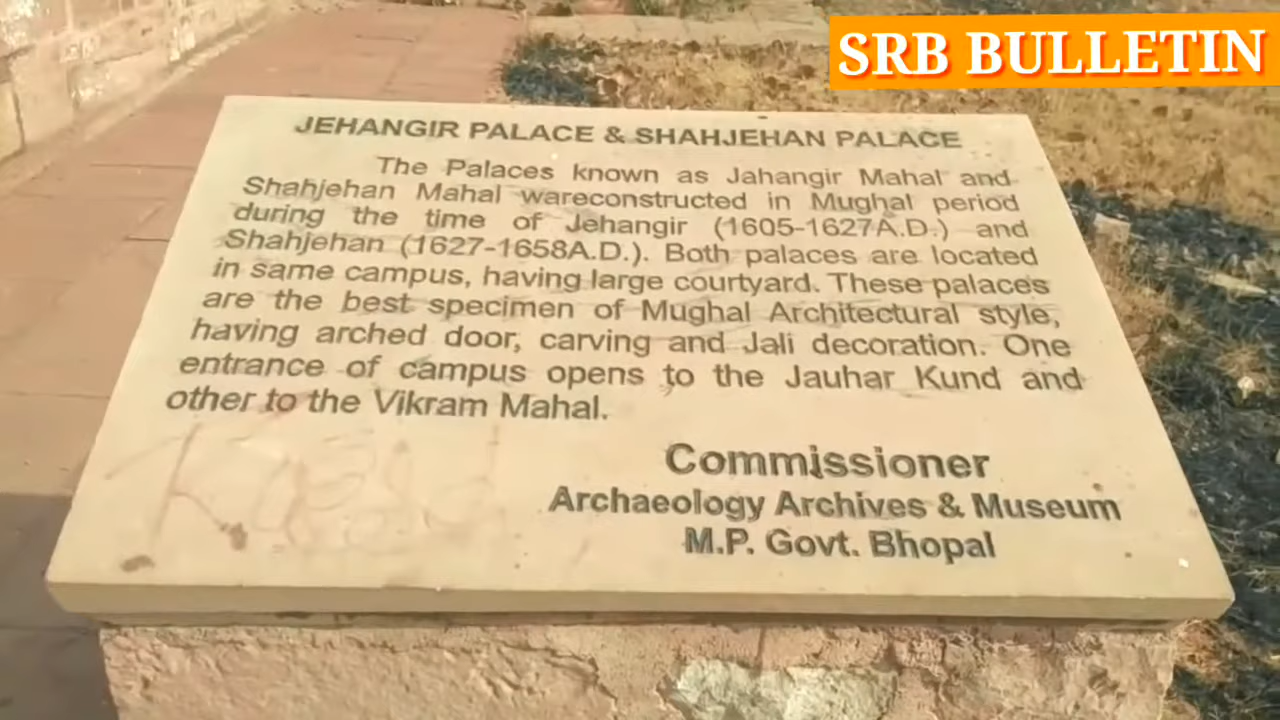 SRB BULLETIN
JEHANGIR PALACE & SHAHJEHAN PALACE
The Palaces known as Jahangir Mahal and
Shahjehan Mahal wareconstructed in Mughal period
during the time of Jehangir (1605-1627A.D.) and
Shahjehan (1627-1658A.D.). Both palaces are located
in same campus, having large courtyard. These palaces
are the best specimen of Mughal Architectural style,
having arched door, carving and Jali decoration. One
entrance of campus opens to the Jauhar Kund and
other to the Vikram Mahal.
Commissioner
Archaeology Archives & Museum
M.P. Govt. Bhopal